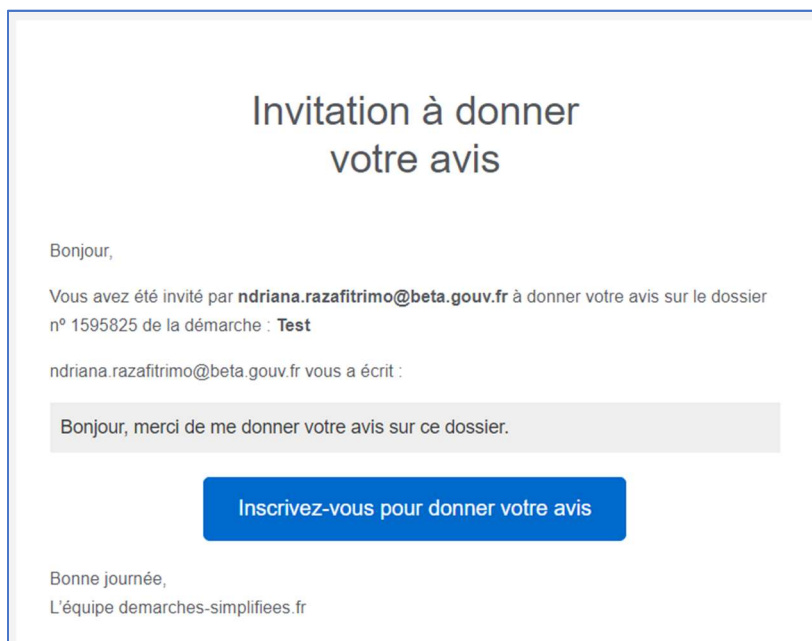 Invitation à donner
votre avis
Bonjour,
Vous avez été invité par ndriana.razafitrimo@beta.gouv.fr à donner votre avis sur le dossier
nº 1595825 de la démarche : Test
ndriana.razafitrimo@beta.gouv.fr vous a écrit :
Bonjour, merci de me donner votre avis sur ce dossier.
Inscrivez-vous pour donner votre avis
Bonne journée,
L'équipe demarches-simplifiees.fr